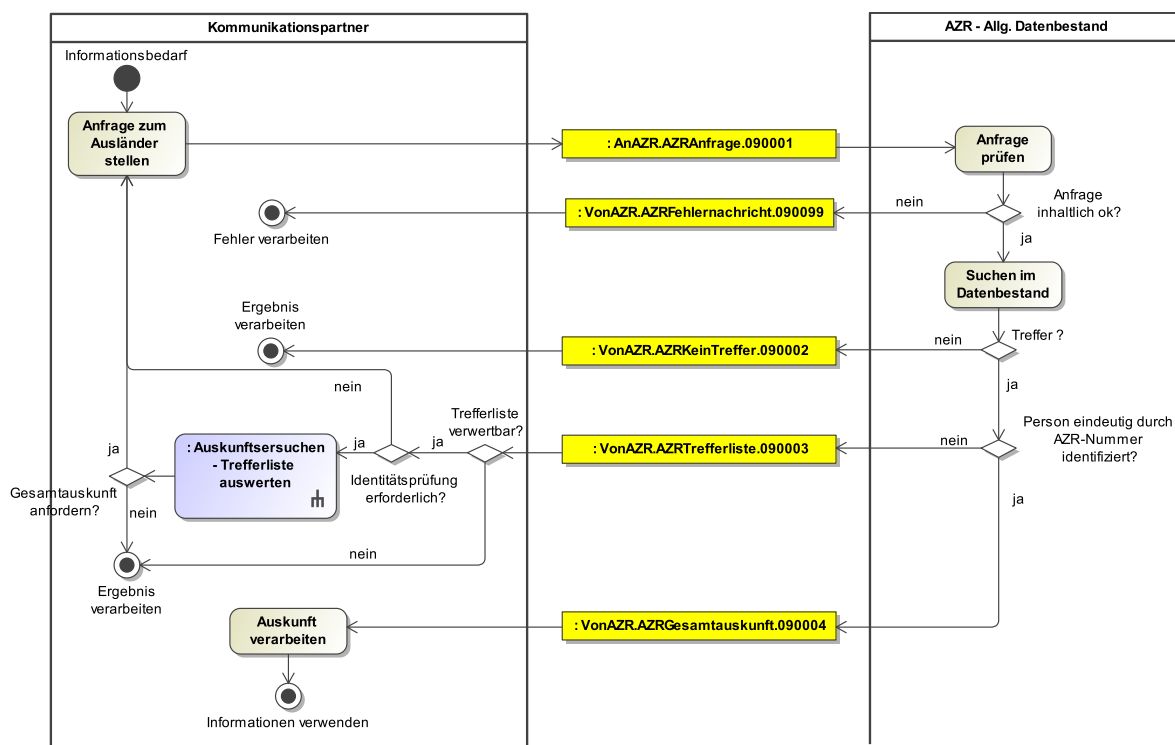 Kommunikationspartner
AZR - Allg. Datenbestand
Informationsbedarf
Anfrage zum
Ausländer
stellen
: AnAZR.AZRAnfrage.090001
Anfrage
prüfen
Anfrage
inhaltlich ok?
nein
ja
: VonAZR.AZRFehlernachricht.090099
Fehler verarbeiten
Suchen im
Datenbestand
Treffer ?
nein
ja
: VonAZR.AZRKeinTreffer.090002
Ergebnis
verarbeiten
Person eindeutig durch
AZR-Nummer
identifiziert?
nein
ja
: VonAZR.AZRTrefferliste.090003
Trefferliste
verwertbar?
ja
nein
Identitätsprüfung
erforderlich?
nein
ja
: Auskunftsersuchen
- Trefferliste
auswerten
Gesamtauskunft
anfordern?
ja
nein
Ergebnis
verarbeiten
: VonAZR.AZRGesamtauskunft.090004
Auskunft
verarbeiten
Informationen verwenden